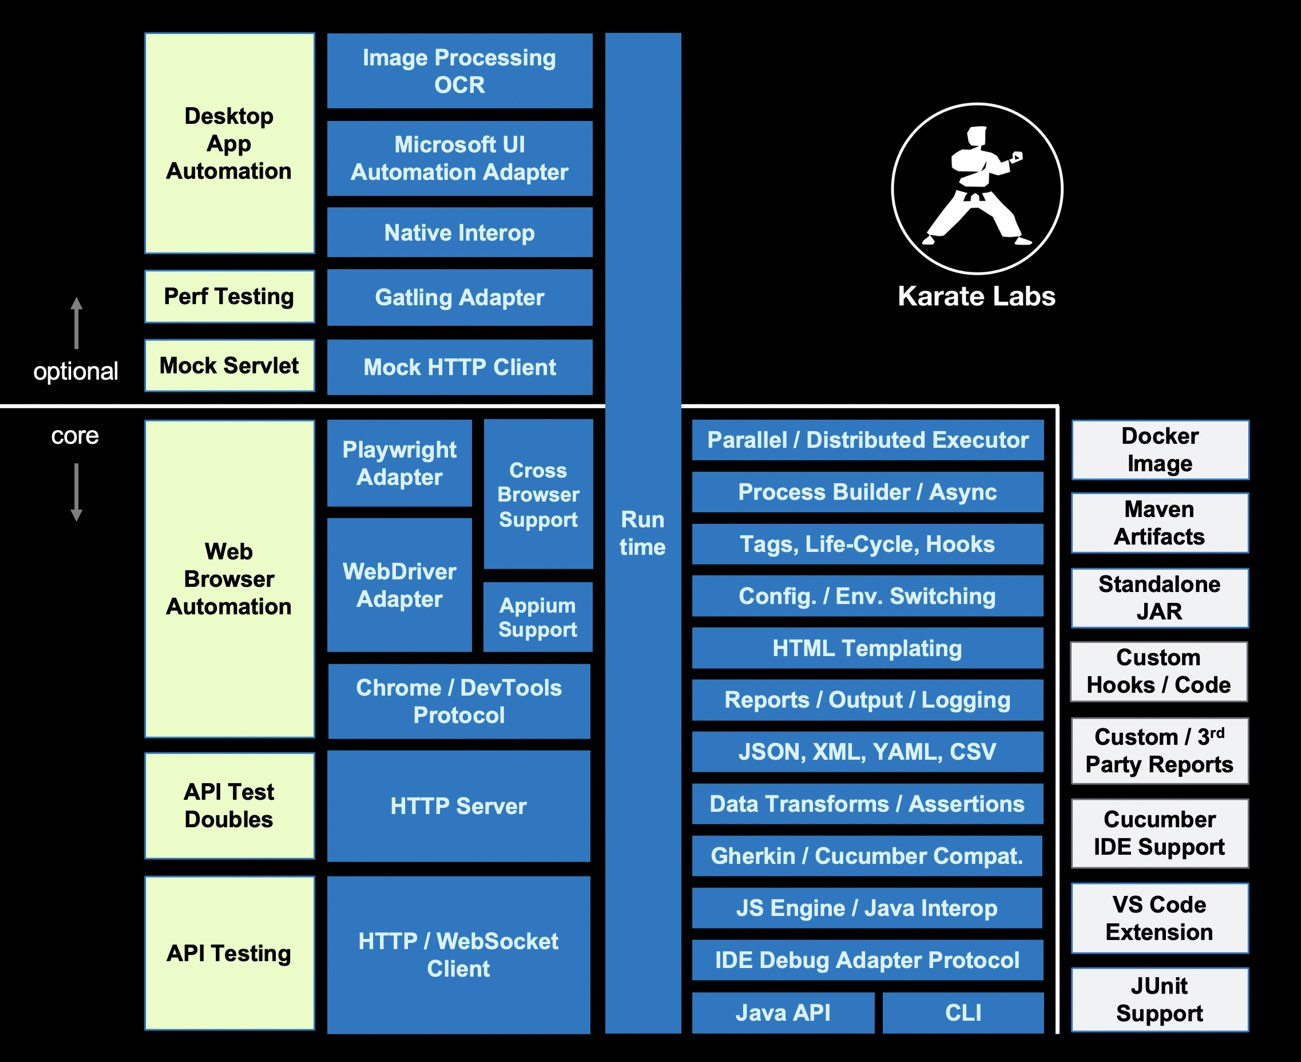 Desktop
App
Automation
Image Processing
OCR
Microsoft UI
Automation Adapter
Native Interop
Perf Testing
Gatling Adapter
Mock Servlet
Mock HTTP Client
optional
core
Karate Labs
Web
Browser
Automation
Playwright
Adapter
Cross
Browser
Support
WebDriver
Adapter
Appium
Support
Chrome / DevTools
Protocol
API Test
Doubles
HTTP Server
API Testing
HTTP / WebSocket
Client
Run
time
Parallel / Distributed Executor
Process Builder / Async
Tags, Life-Cycle, Hooks
Config. / Env. Switching
HTML Templating
Reports / Output / Logging
JSON, XML, YAML, CSV
Data Transforms / Assertions
Gherkin / Cucumber Compat.
JS Engine / Java Interop
IDE Debug Adapter Protocol
Java API
CLI
Docker
Image
Maven
Artifacts
Standalone
JAR
Custom
Hooks / Code
Custom / 3rd
Party Reports
Cucumber
IDE Support
VS Code
Extension
JUnit
Support